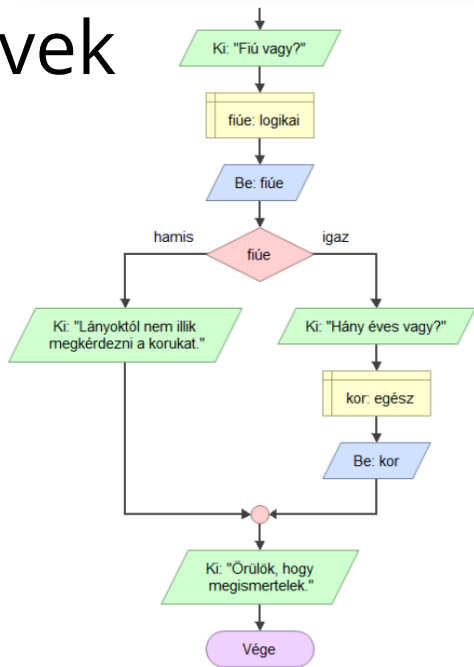 vek
Ki: "Fiú vagy?"
fiúe: logikai
Be: fiúe
hamis
igaz
fiúe
Ki: "Lányoktól nem illik
megkérdezni a korukat."
Ki: "Hány éves vagy?"
kor: egész
Be: kor
Ki: "Örülök, hogy
megismertelek."
Vége